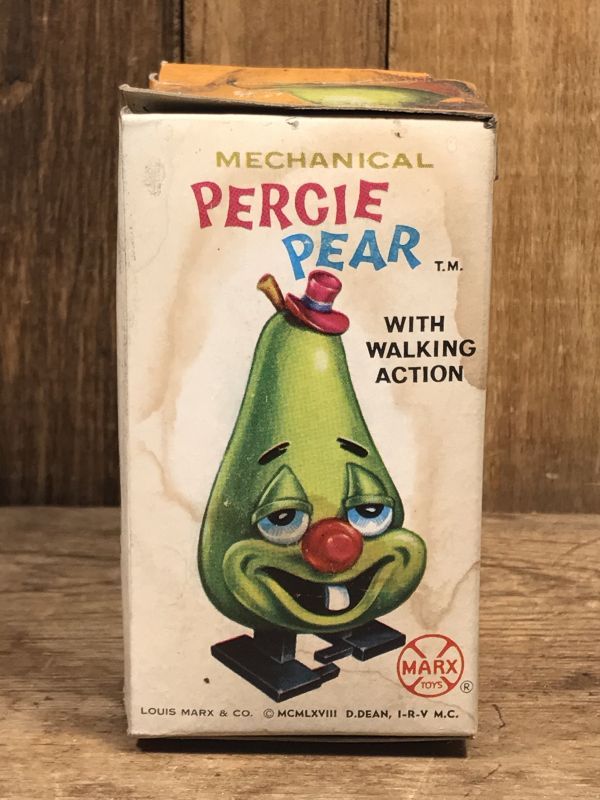 MECHANICAL
PERCIE
PEAR T.M.
WITH
WALKING
ACTION
MARX
TOYS ®
LOUIS MARX & CO. © MCMLXVIII D.DEAN, I-R-V M.C.